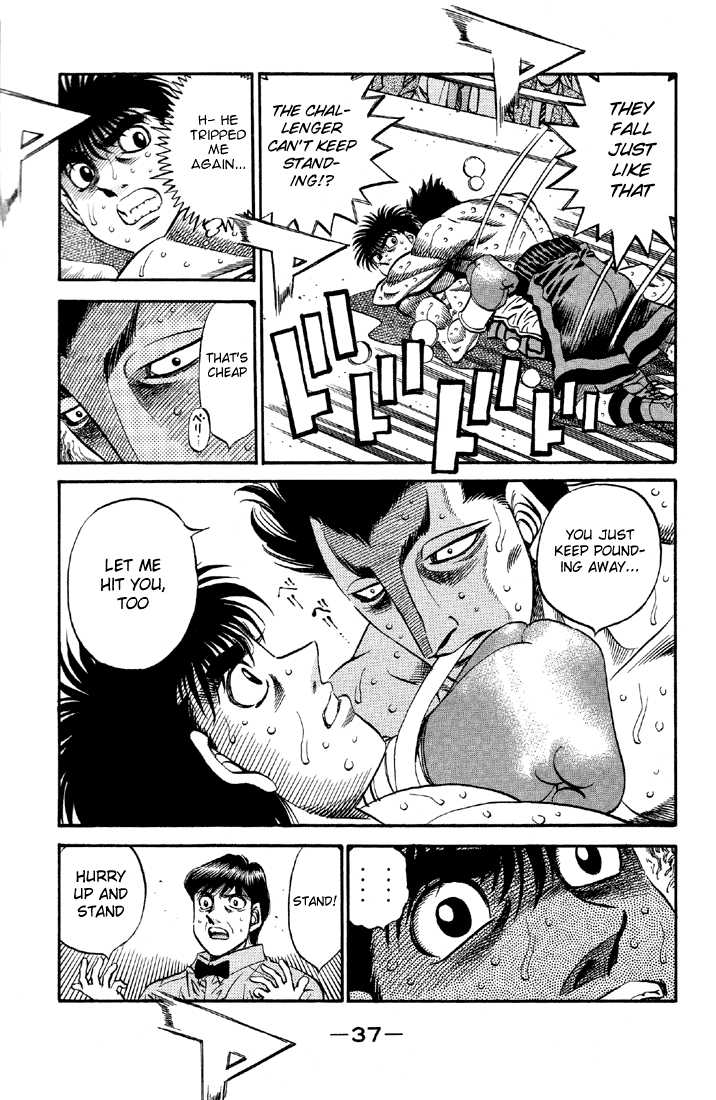 THEY
FALL
JUST
LIKE
THAT
THE CHAL-
LENGER
CAN'T KEEP
STAND-
ING!?
H- HE
TRIPPED
ME
AGAIN...
ドドドド
THAT'S
CHEAP
YOU JUST
KEEP POUND-
ING AWAY...
LET ME
HIT YOU,
TOO
......
STAND!
HURRY
UP AND
STAND
—37—